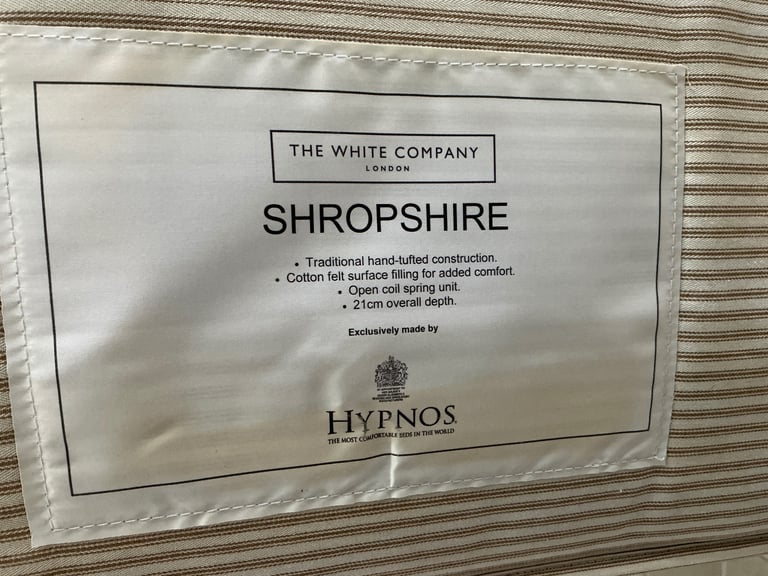 THE WHITE COMPANY
LONDON
SHROPSHIRE
• Traditional hand-tufted construction.
• Cotton felt surface filling for added comfort.
• Open coil spring unit.
• 21cm overall depth.
Exclusively made by
HYPNOS
THE MOST COMFORTABLE BEDS IN THE WORLD